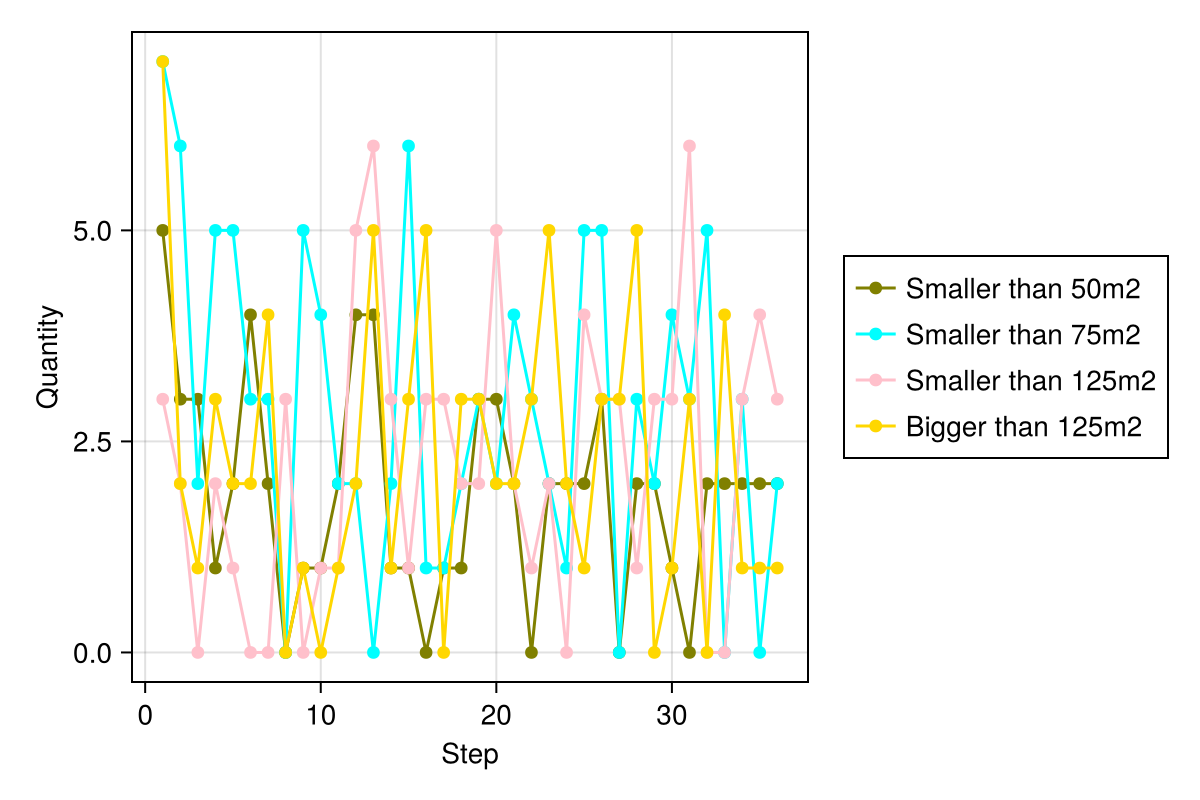 5.0
2.5
0.0
Quantity
0
10
20
30
Step
Smaller than 50m2
Smaller than 75m2
Smaller than 125m2
Bigger than 125m2